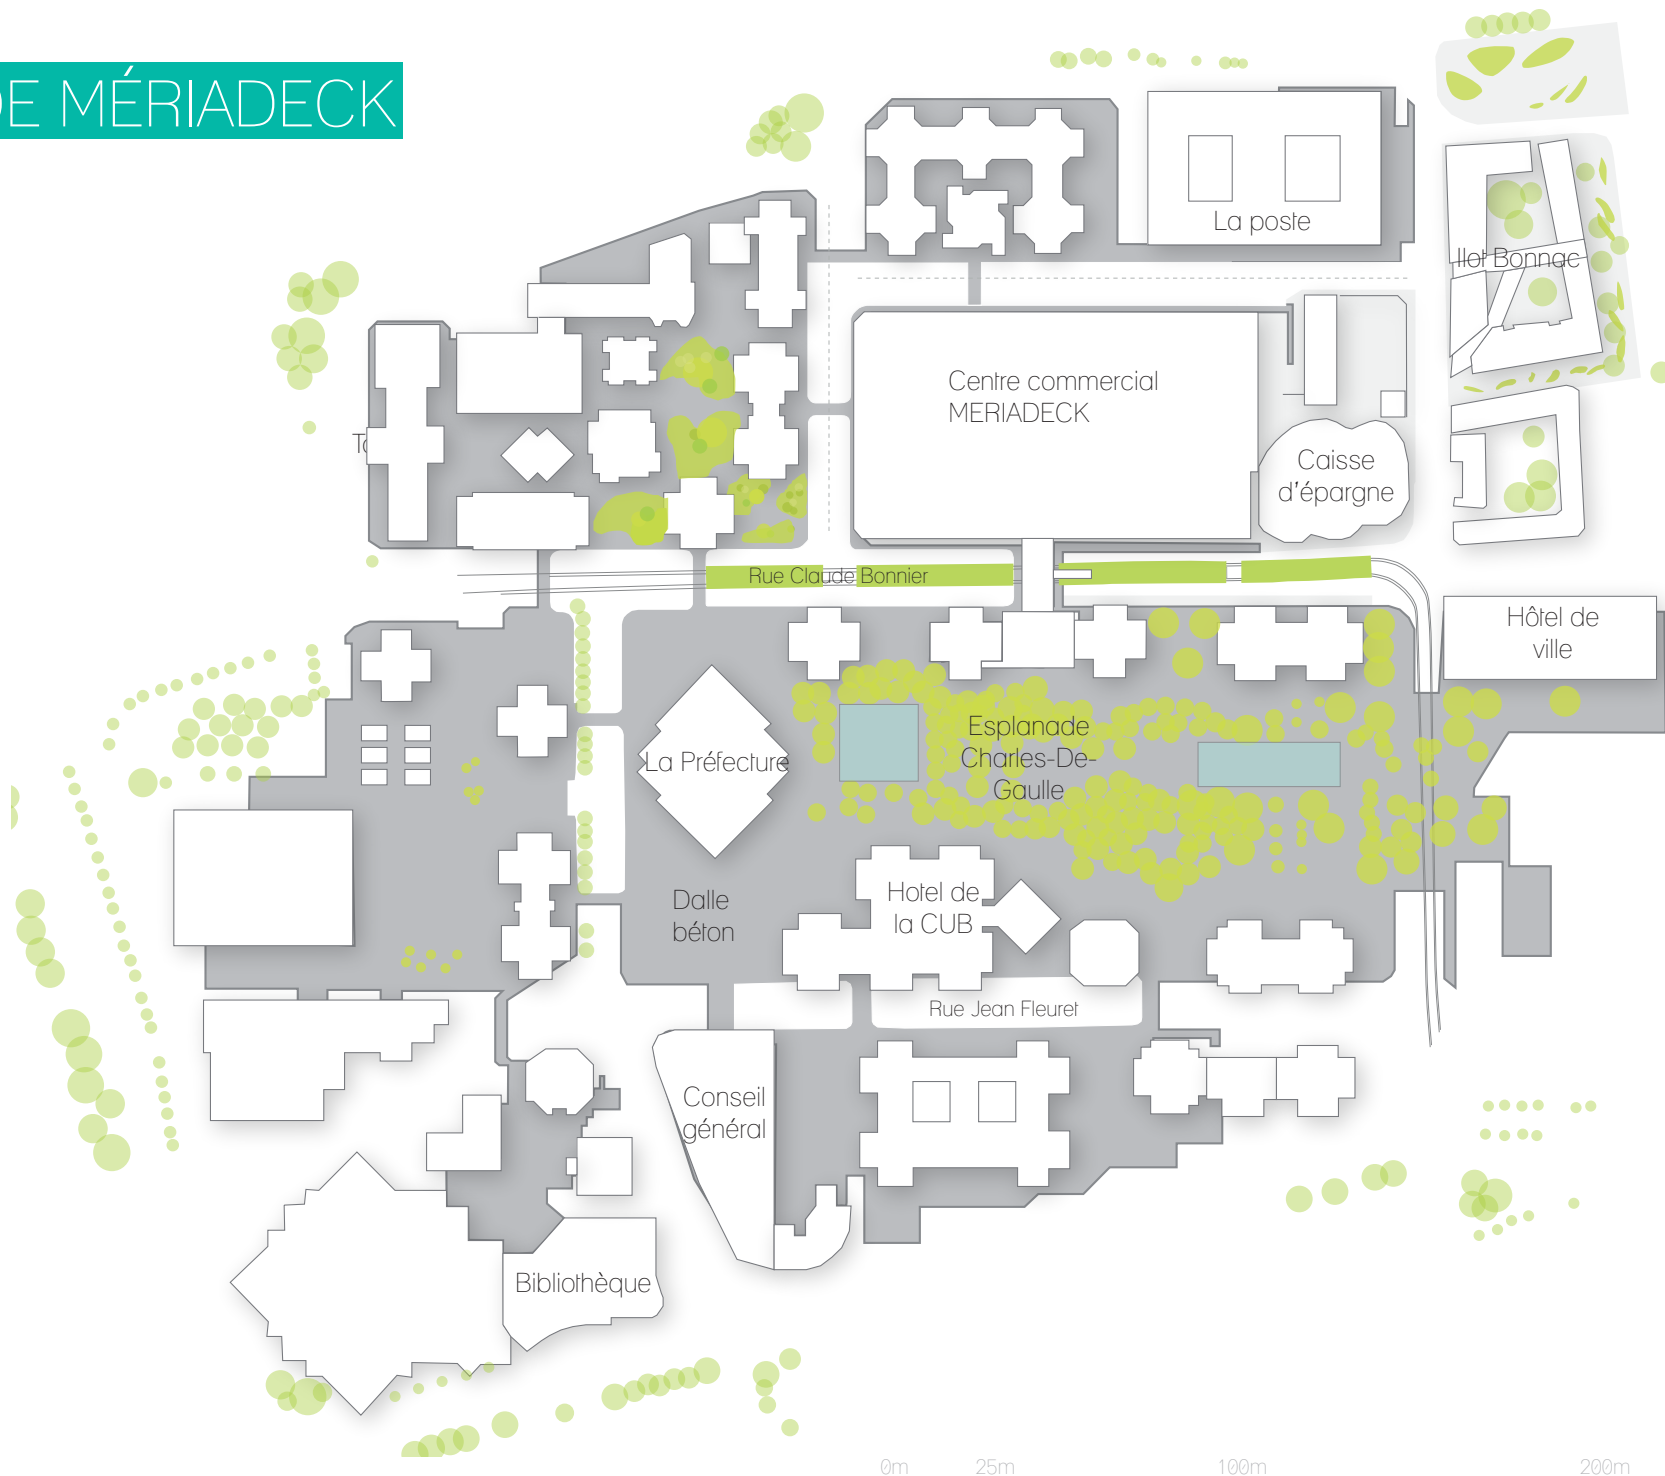 DE MÉRIADECK
La poste
Ilot Bonnac
Centre commercial
MERIADECK
Caisse
d'épargne
Rue Claude Bonnier
Hôtel de
ville
Esplanade
Charles-De-
Gaulle
La Préfecture
Hotel de
la CUB
Dalle
béton
Rue Jean Fleuret
Conseil
général
Bibliothèque
0m 25m 100m 200m